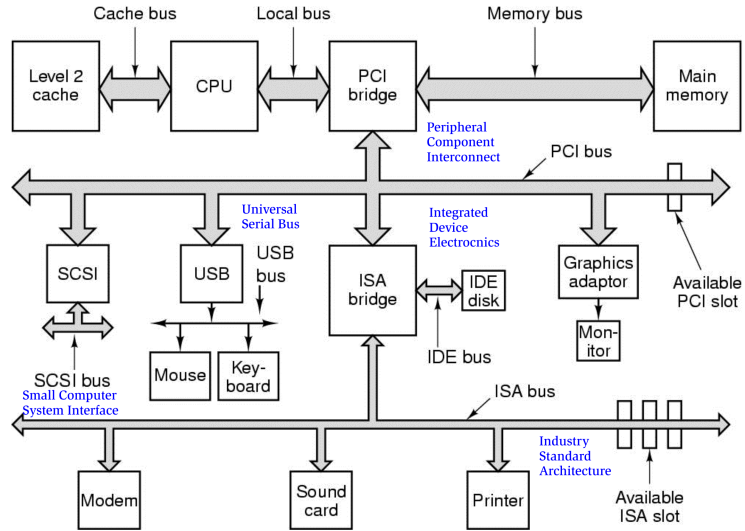 Cache bus
Local bus
Memory bus
Level 2
cache
CPU
PCI
bridge
Main
memory
Peripheral
Component
Interconnect
PCI bus
Universal
Serial Bus
Integrated
Device
Electrocnics
SCSI
USB
USB
bus
ISA
bridge
IDE
disk
Graphics
adaptor
Available
PCI slot
Mon-
itor
IDE bus
SCSI bus
Small Computer
System Interface
Mouse
Key-
board
ISA bus
Industry
Standard
Architecture
Modem
Sound
card
Printer
Available
ISA slot